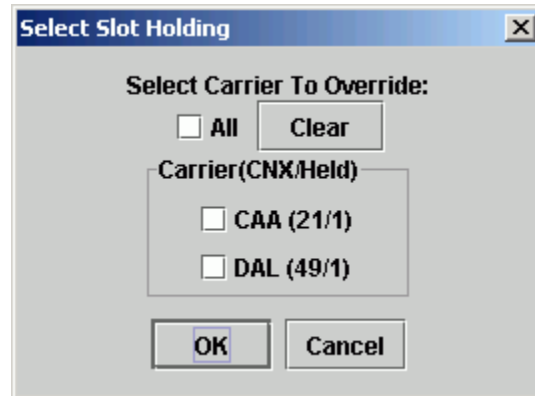 Select Slot Holding
Select Carrier To Override:
All Clear
Carrier(CNX/Held)
CAA (21/1)
DAL (49/1)
OK Cancel